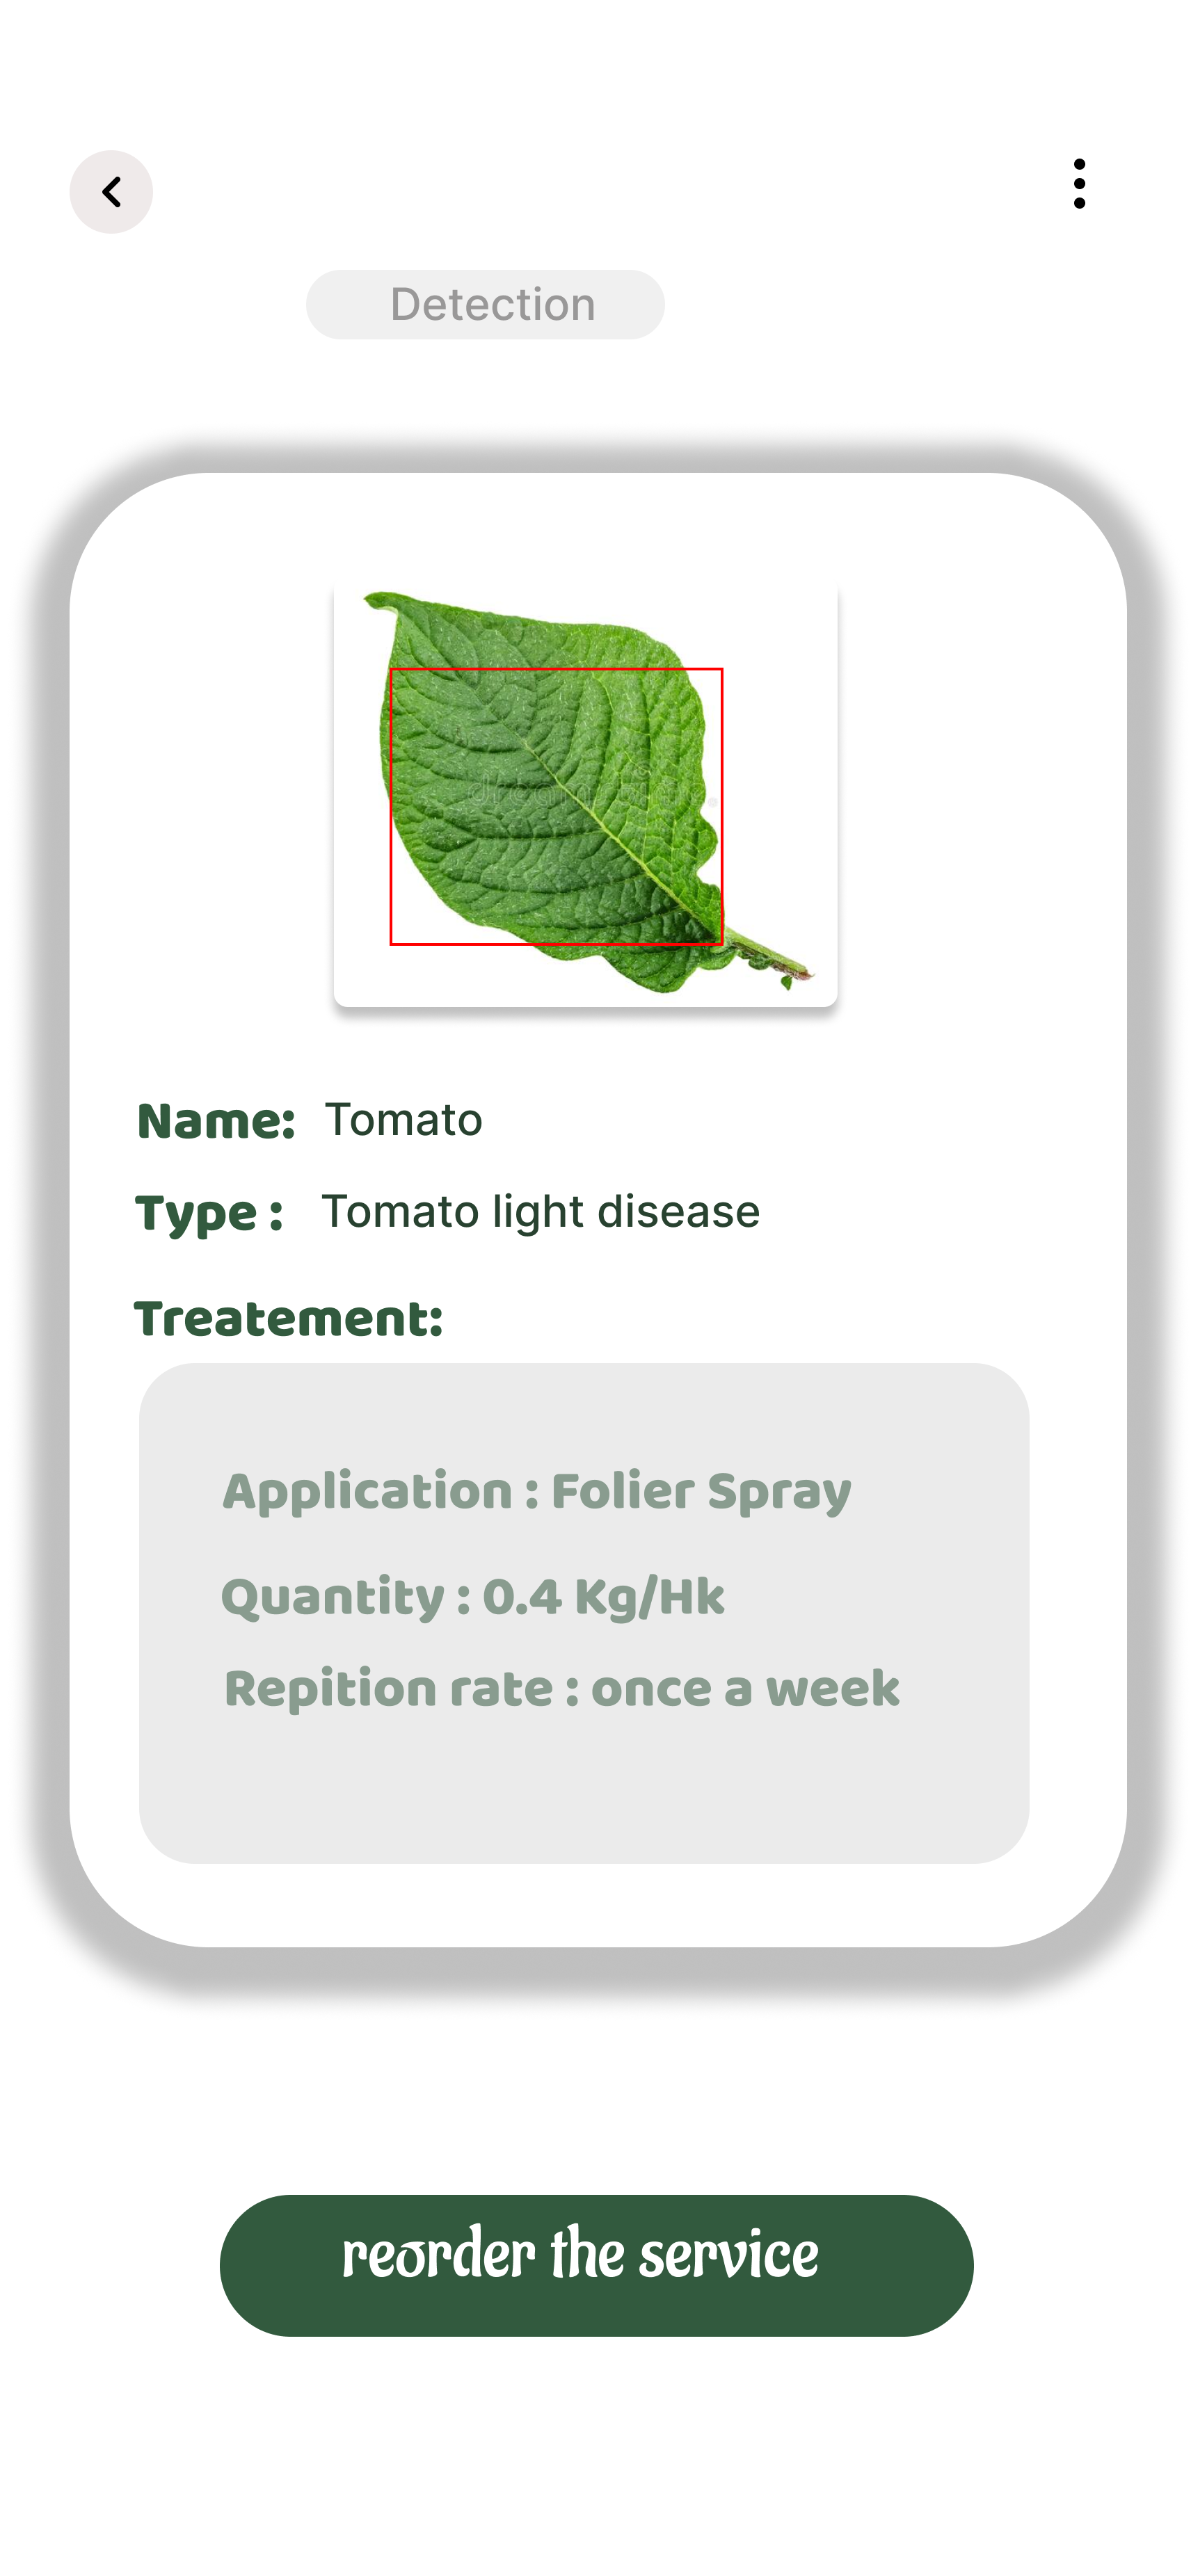 Detection
dreamstime.
Name: Tomato
Type : Tomato light disease
Treatement:
Application : Folier Spray
Quantity : 0.4 Kg/Hk
Repition rate : once a week
reorder the service